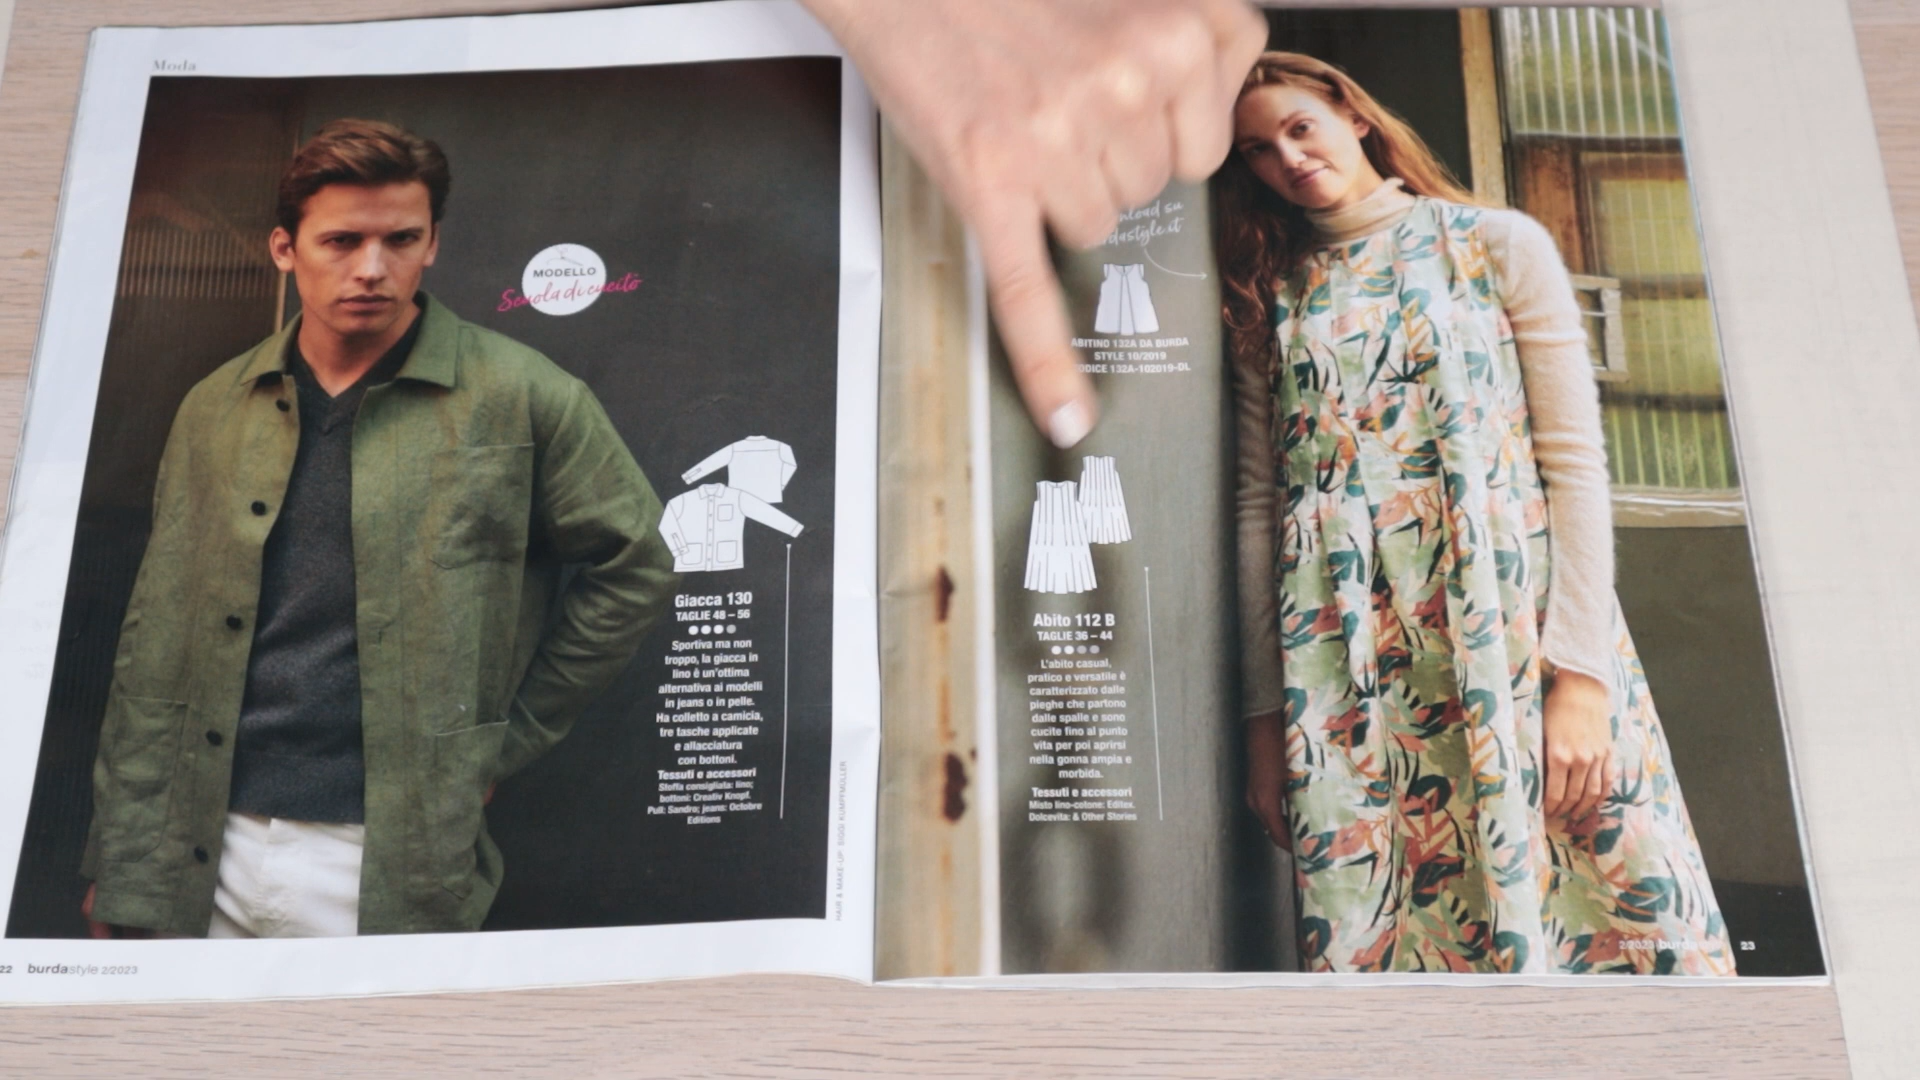 Moda
MODELLO
Scuola di cucito
Giacca 130
TAGLIE 48 – 56
Sportiva ma non
troppo, la giacca in
lino è un'ottima
alternativa ai modelli
in jeans o in pelle.
Ha colletto a camicia,
tre tasche applicate
e allacciatura
con bottoni.
Tessuti e accessori
Stoffa consigliata: lino;
bottoni: Creativ Knopf.
Pull: Sandro; jeans: Octobre
Editions
HAIR & MAKE-UP: SIGGI KUMPFMÜLLER
22 burdastyle 2/2023
su
ABITINO 132A DA BURDA
STYLE 10/2019
132A-102019-DL
Abito 112 B
TAGLIE 36 – 44
L'abito casual,
pratico e versatile è
caratterizzato dalle
pieghe che partono
dalle spalle e sono
cucite fino al punto
vita per poi aprirsi
nella gonna ampia e
morbida.
Tessuti e accessori
Misto lino-cotone: Editex.
Dolcevita: & Other Stories
2/2023 burdastyle 23